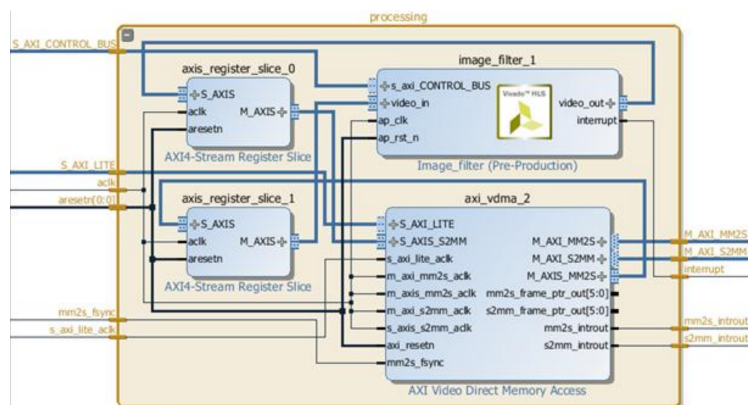 processing
S_AXI_CONTROL_BUS
S_AXI_LITE
aclk
aresetn[0:0]
mm2s_fsync
s_axi_lite_aclk
axis_register_slice_0
S_AXIS
aclk
M_AXIS
aresetn
AXI4-Stream Register Slice
axis_register_slice_1
S_AXIS
aclk
M_AXIS
aresetn
AXI4-Stream Register Slice
image_filter_1
s_axi_CONTROL_BUS
video_in
ap_clk
ap_rst_n
Vivado™ HLS
video_out
interrupt
Image_filter (Pre-Production)
axi_vdma_2
S_AXI_LITE
S_AXIS_S2MM
s_axi_lite_aclk
m_axi_mm2s_aclk
m_axis_mm2s_aclk
m_axi_s2mm_aclk
s_axis_s2mm_aclk
axi_resetn
mm2s_fsync
M_AXI_MM2S
M_AXI_S2MM
M_AXIS_MM2S
mm2s_frame_ptr_out[5:0]
s2mm_frame_ptr_out[5:0]
mm2s_introut
s2mm_introut
AXI Video Direct Memory Access
M_AXI_MM2S
M_AXI_S2MM
interrupt
mm2s_introut
s2mm_introut